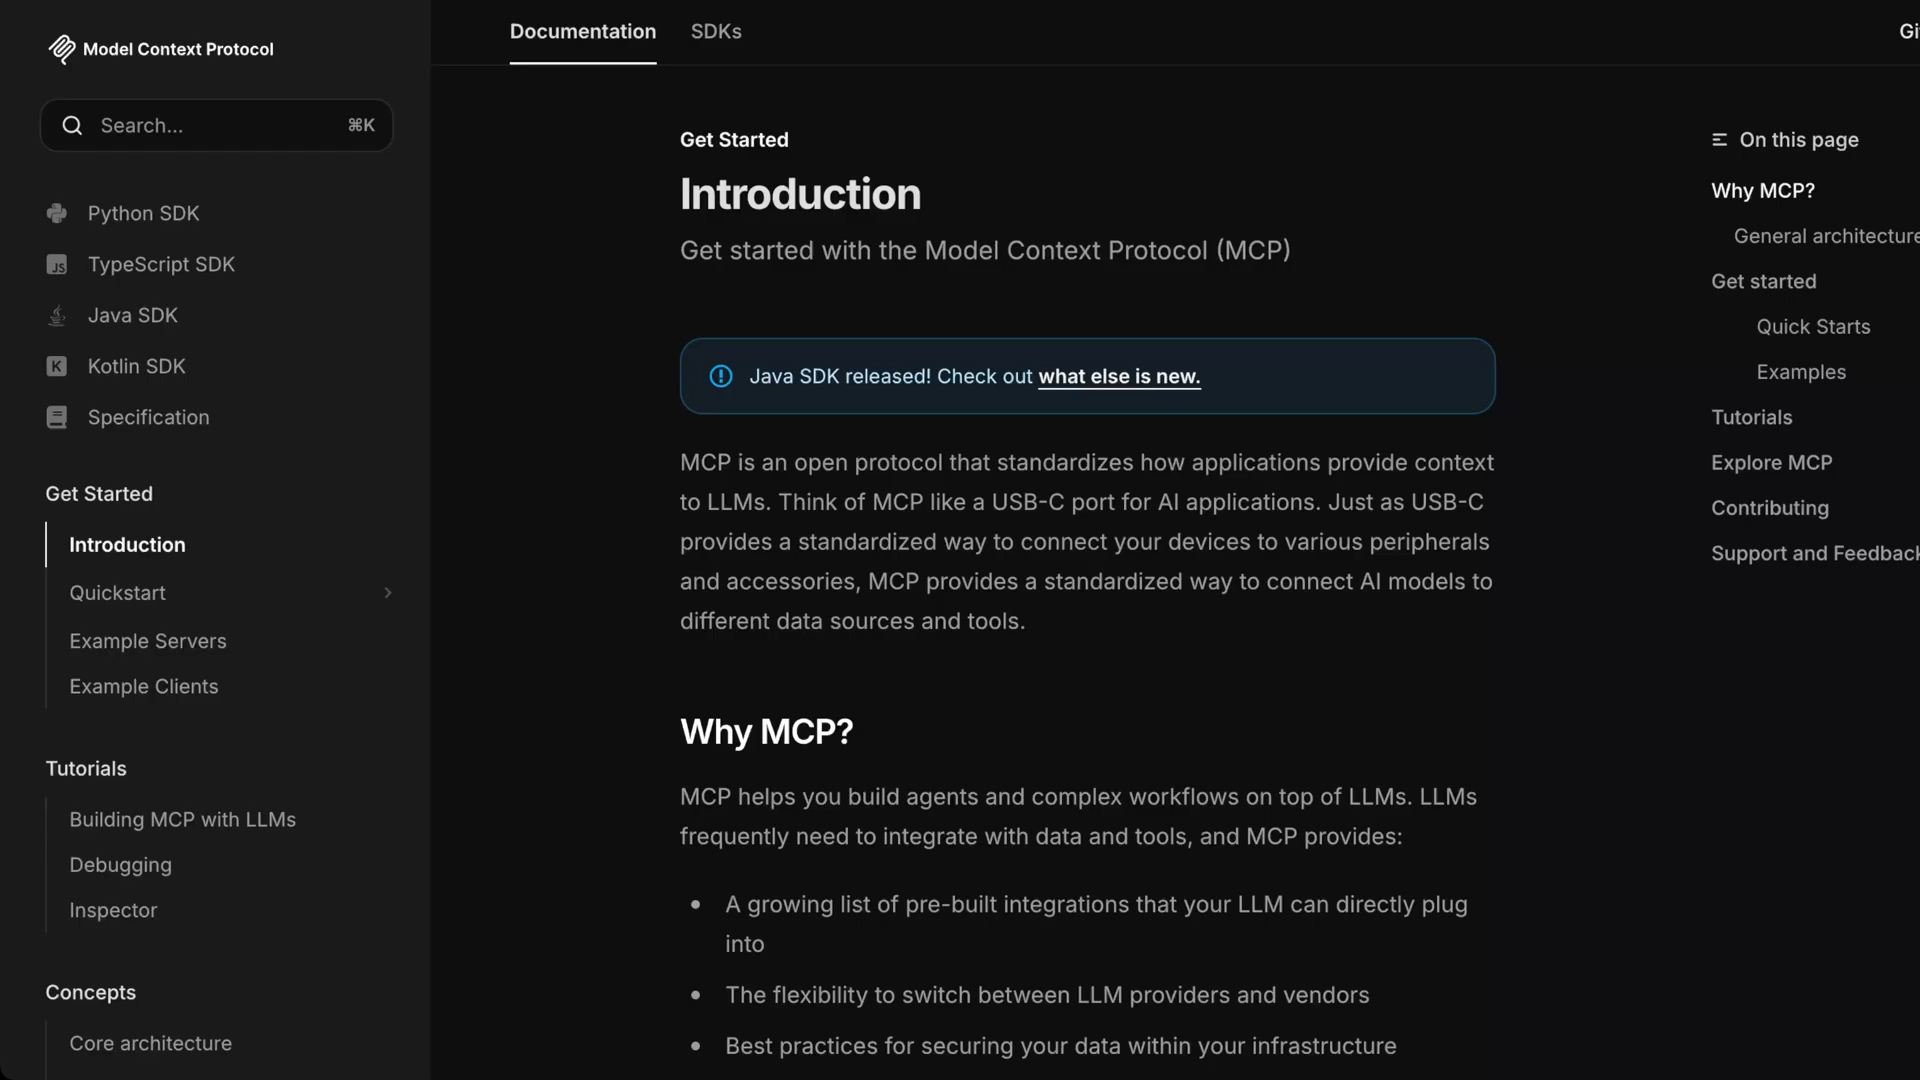 Model Context Protocol
Search...
⌘K
Python SDK
TypeScript SDK
Java SDK
Kotlin SDK
Specification
Get Started
Introduction
Quickstart
Example Servers
Example Clients
Tutorials
Building MCP with LLMs
Debugging
Inspector
Concepts
Core architecture
Documentation
SDKs
Get Started
Introduction
Get started with the Model Context Protocol (MCP)
Java SDK released! Check out what else is new.
MCP is an open protocol that standardizes how applications provide context
to LLMs. Think of MCP like a USB-C port for AI applications. Just as USB-C
provides a standardized way to connect your devices to various peripherals
and accessories, MCP provides a standardized way to connect AI models to
different data sources and tools.
Why MCP?
MCP helps you build agents and complex workflows on top of LLMs. LLMs
frequently need to integrate with data and tools, and MCP provides:
• A growing list of pre-built integrations that your LLM can directly plug
into
• The flexibility to switch between LLM providers and vendors
• Best practices for securing your data within your infrastructure
On this page
Why MCP?
General architecture
Get started
Quick Starts
Examples
Tutorials
Explore MCP
Contributing
Support and Feedback